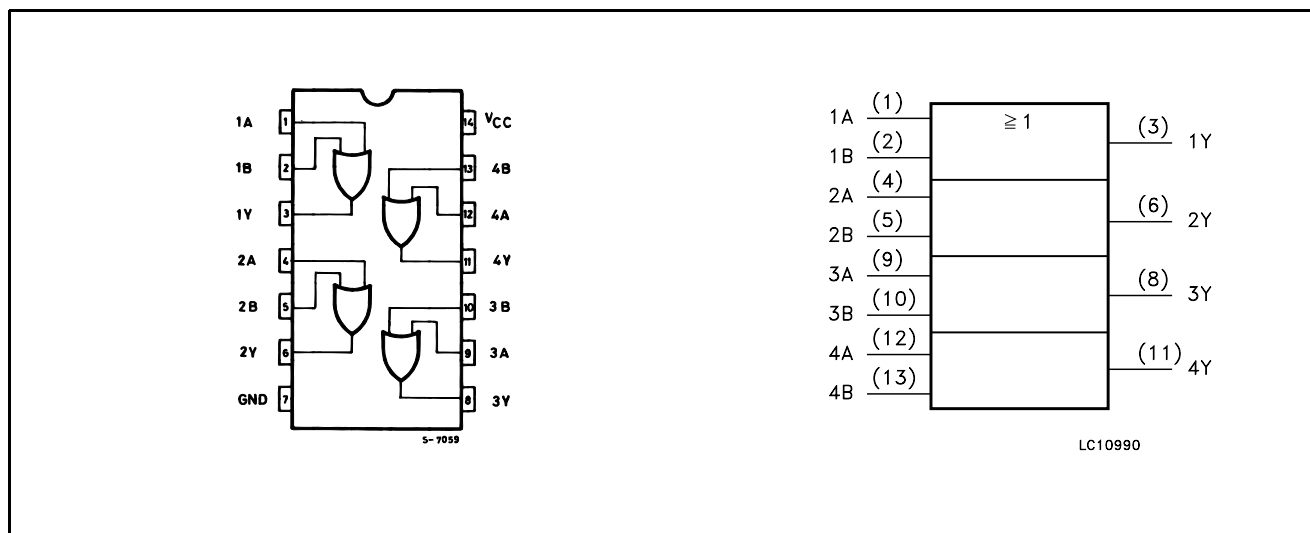 1A 1 14 VCC
1B 2 13 4B
1Y 3 12 4A
2A 4 11 4Y
2B 5 10 3B
2Y 6 9 3A
GND 7 8 3Y
S-7059
1A (1) ≧1
1B (2) (3) 1Y
2A (4)
2B (5) (6) 2Y
3A (9)
3B (10) (8) 3Y
4A (12)
4B (13) (11) 4Y
LC10990